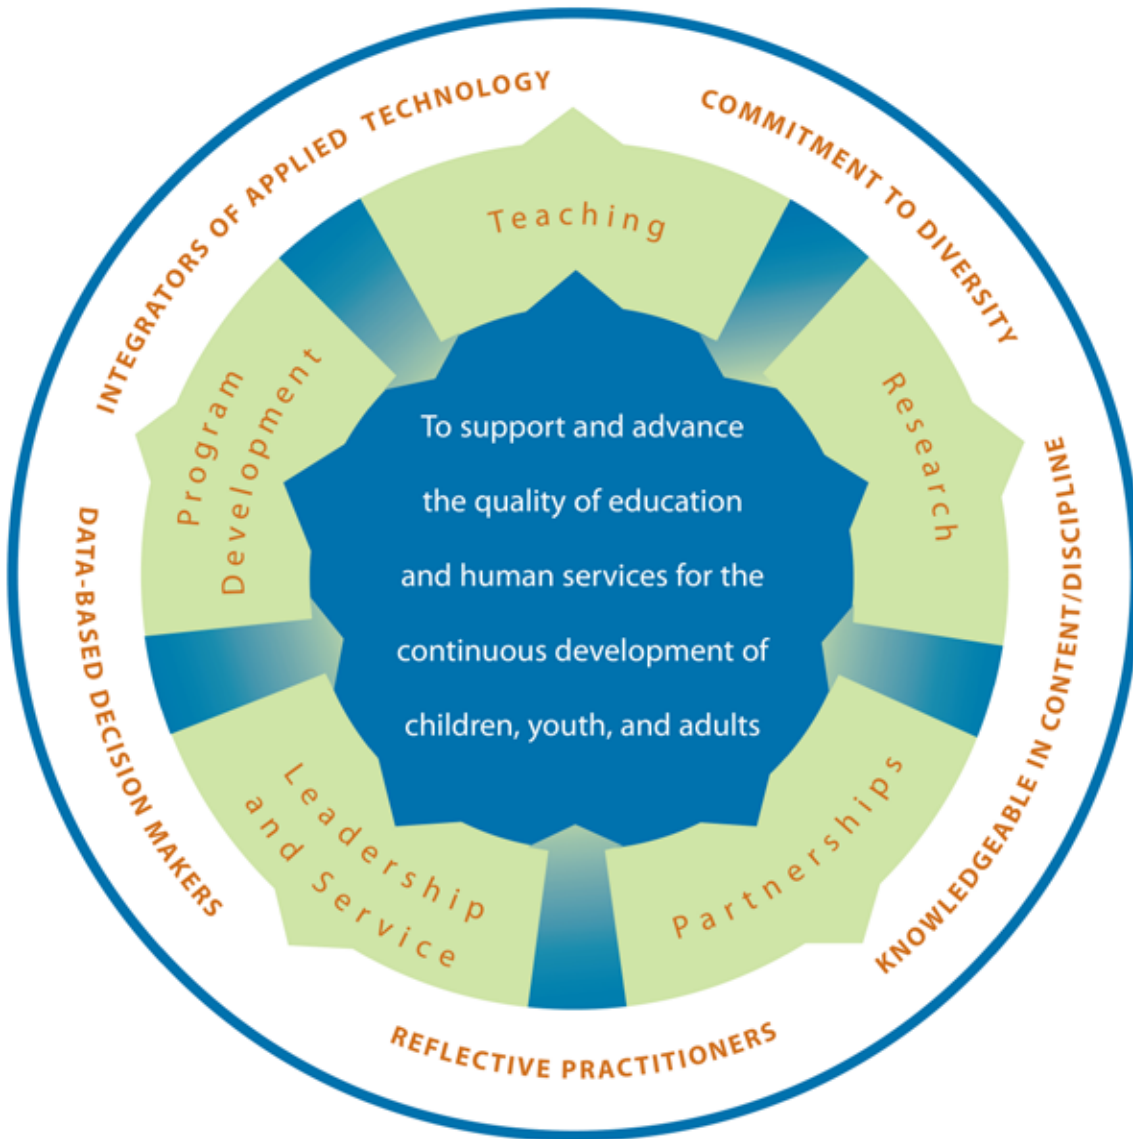 INTEGRATORS OF APPLIED TECHNOLOGY
COMMITMENT TO DIVERSITY
KNOWLEDGEABLE IN CONTENT/DISCIPLINE
REFLECTIVE PRACTITIONERS
DATA-BASED DECISION MAKERS
Teaching
Research
Partnerships
Leadership
and Service
Program
Development
To support and advance
the quality of education
and human services for the
continuous development of
children, youth, and adults